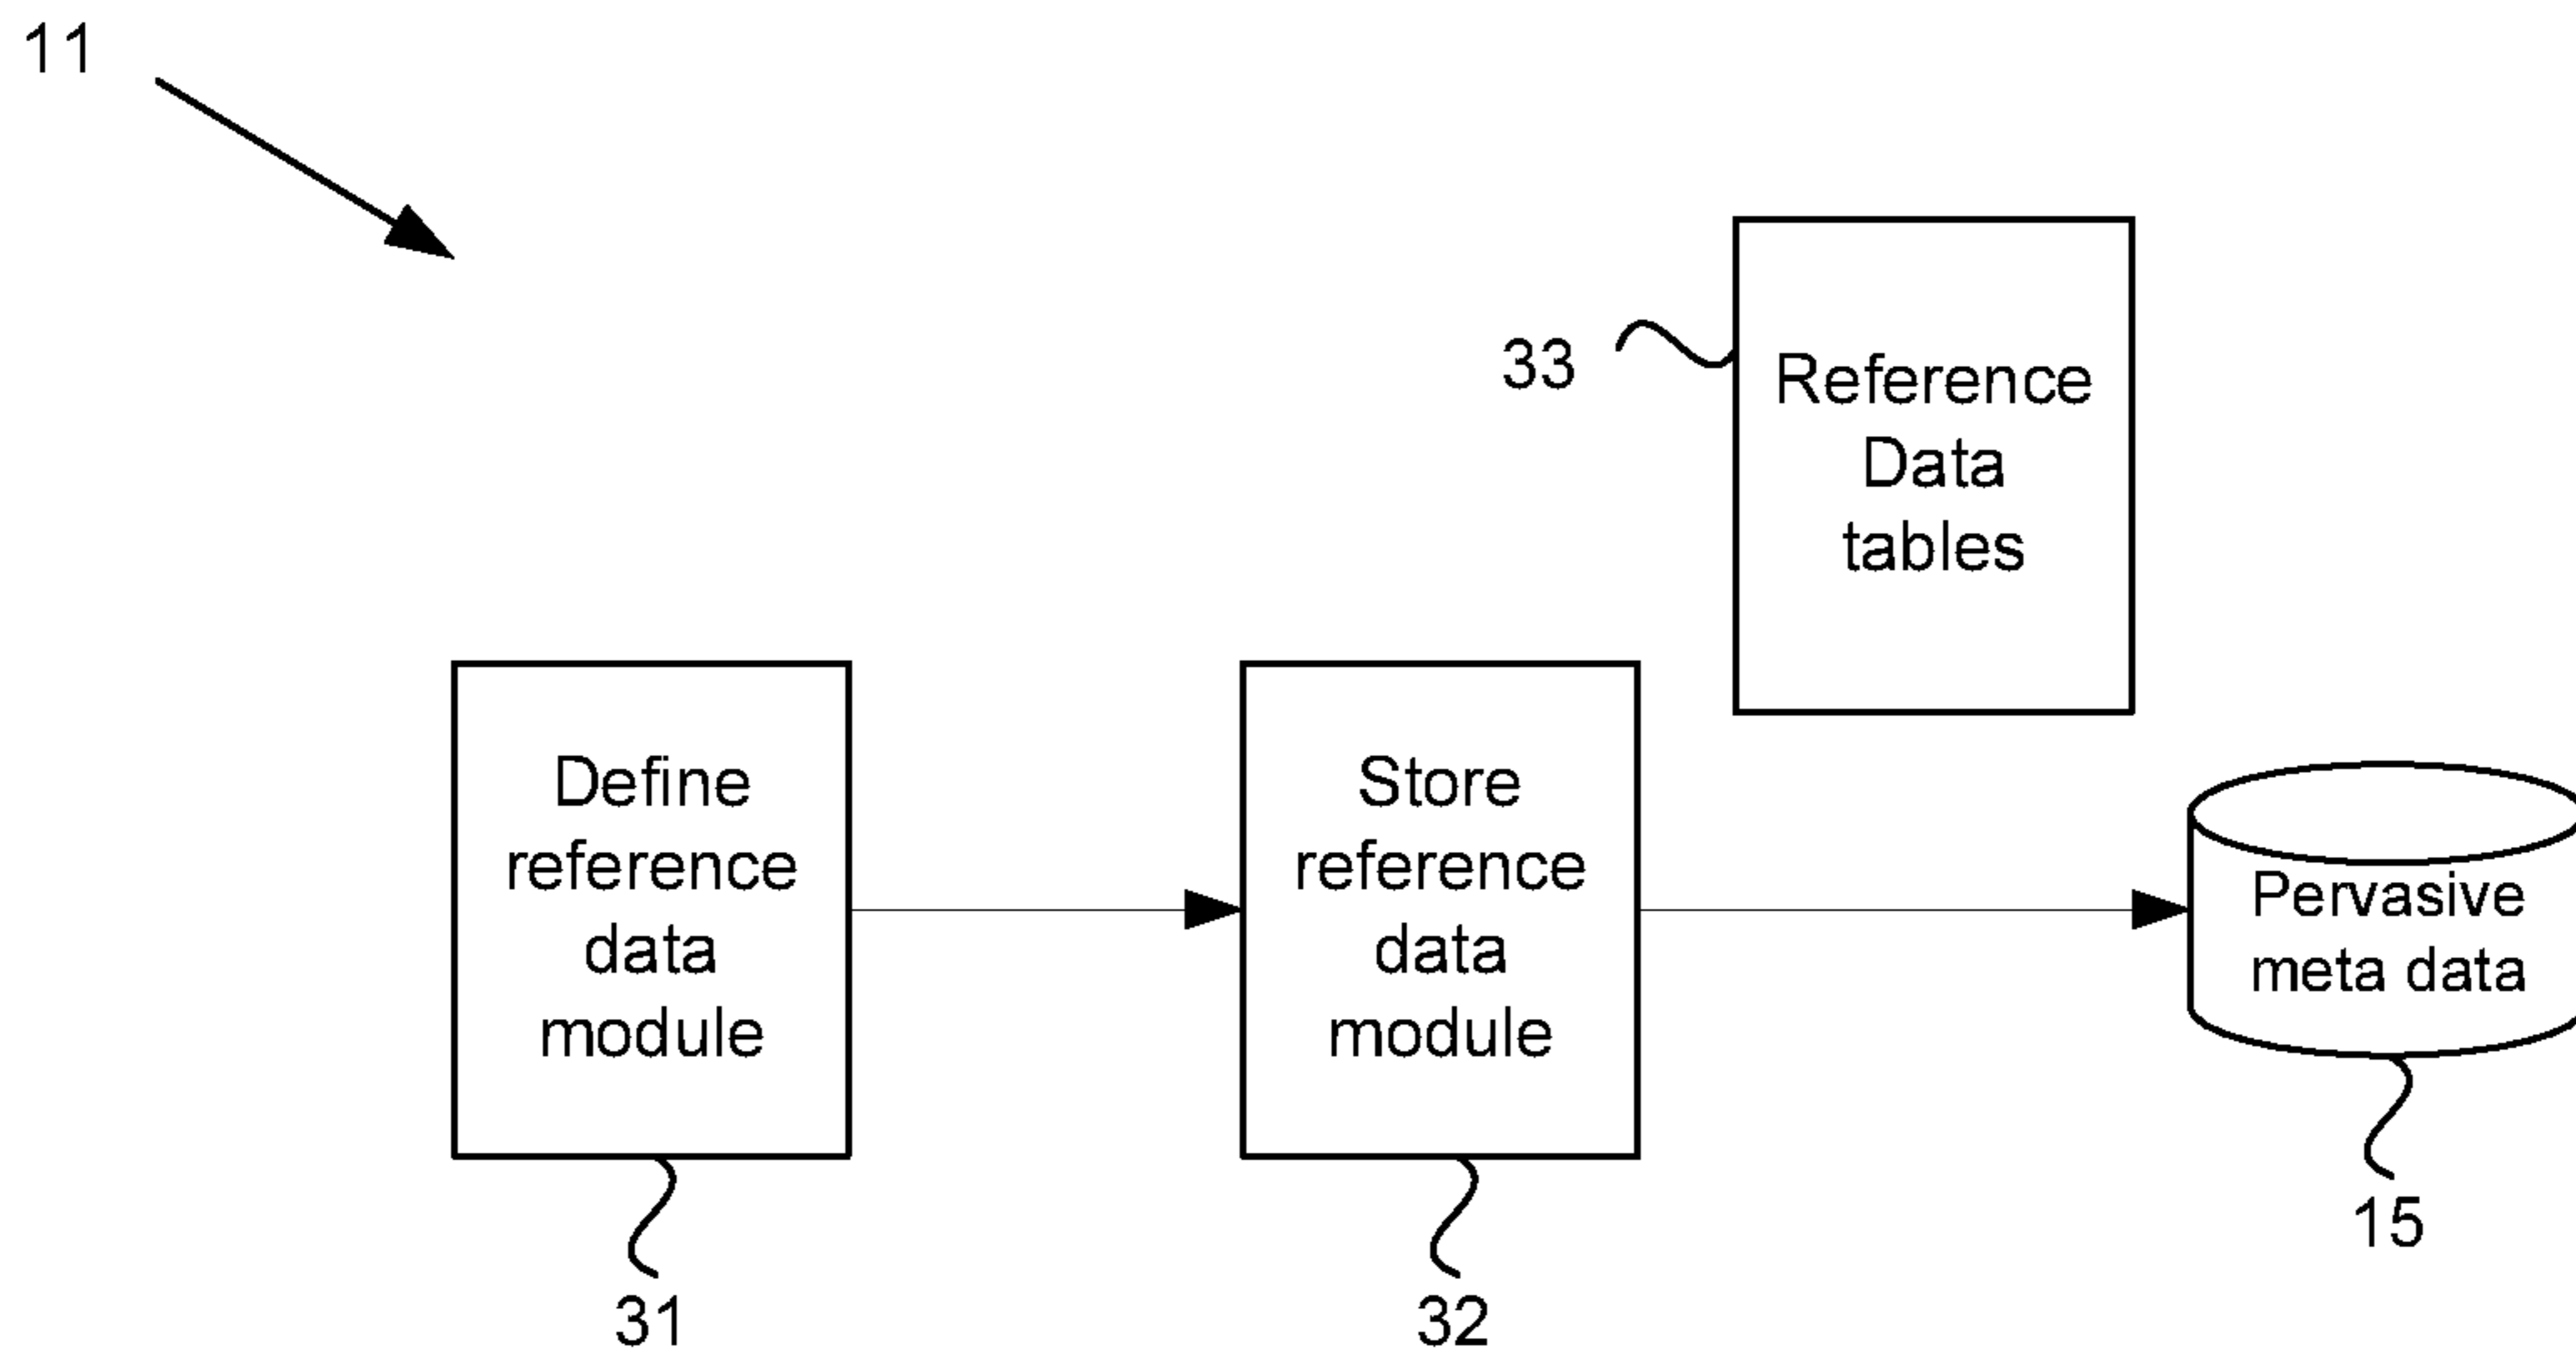 11
33
Reference
Data
tables
Define
reference
data
module
Store
reference
data
module
Pervasive
meta data
31
32
15